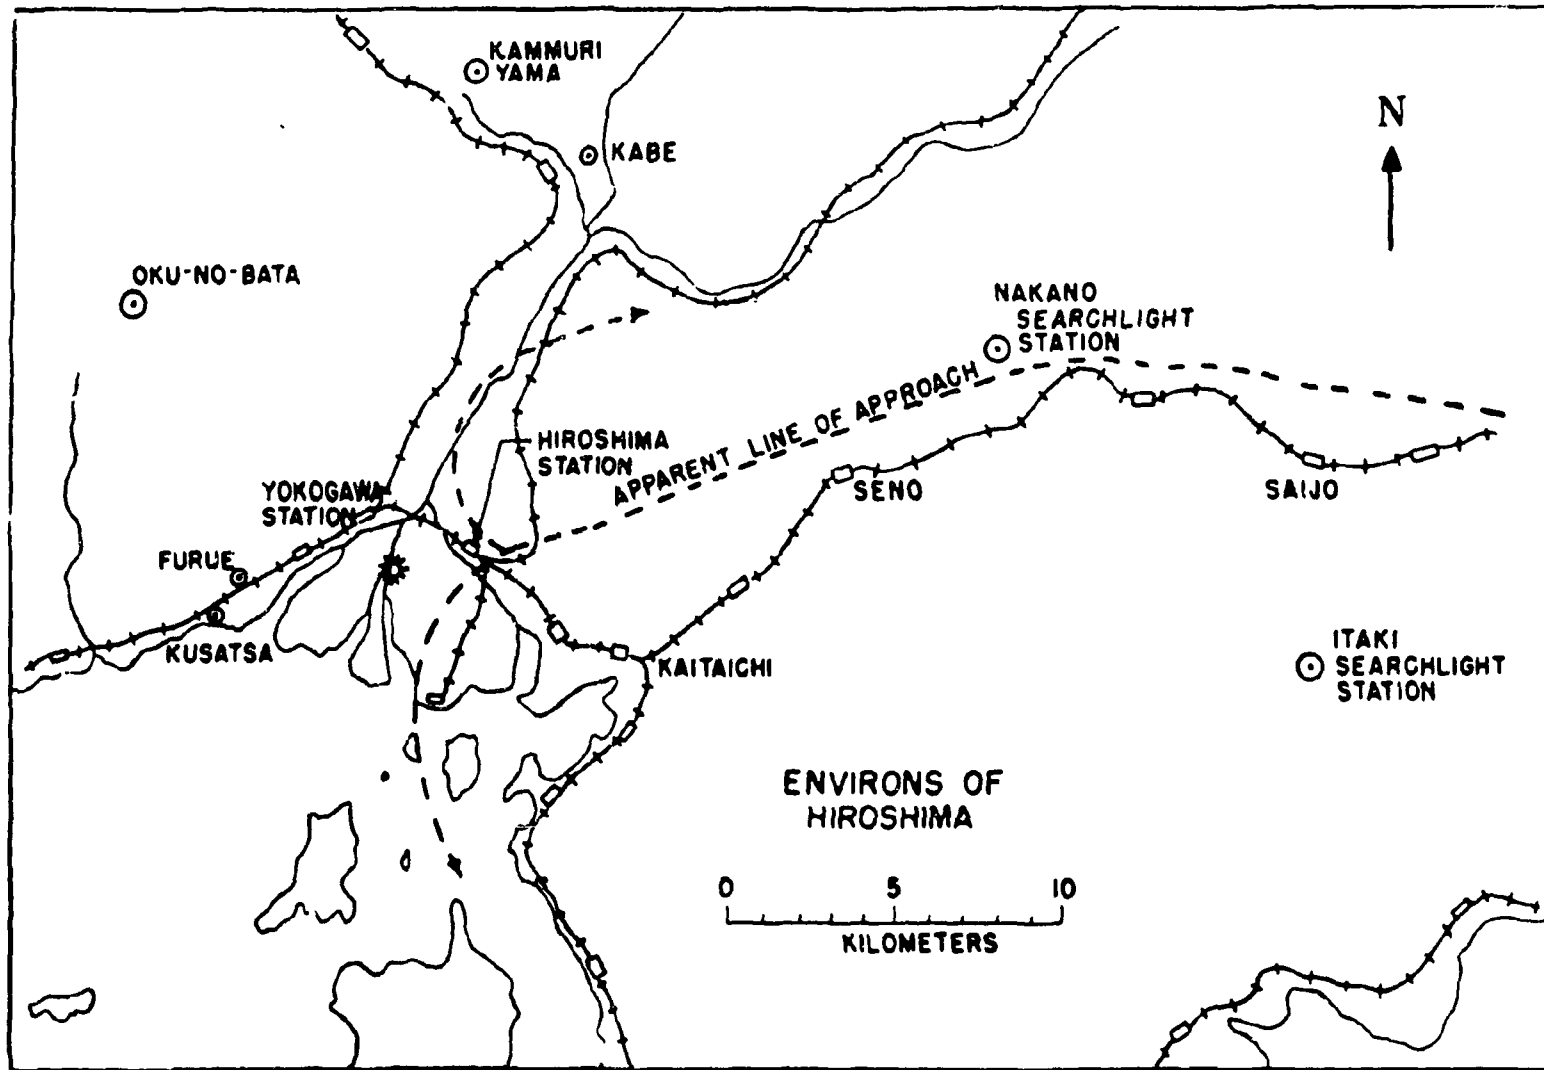 KAMMURI
YAMA
KABE
N
OKU-NO-BATA
NAKANO
SEARCHLIGHT
STATION
APPARENT LINE OF APPROACH
HIROSHIMA
STATION
YOKOGAWA
STATION
SENO
SAIJO
FURUE
KUSATSA
KAITAICHI
ITAKI
SEARCHLIGHT
STATION
ENVIRONS OF
HIROSHIMA
0 5 10
KILOMETERS